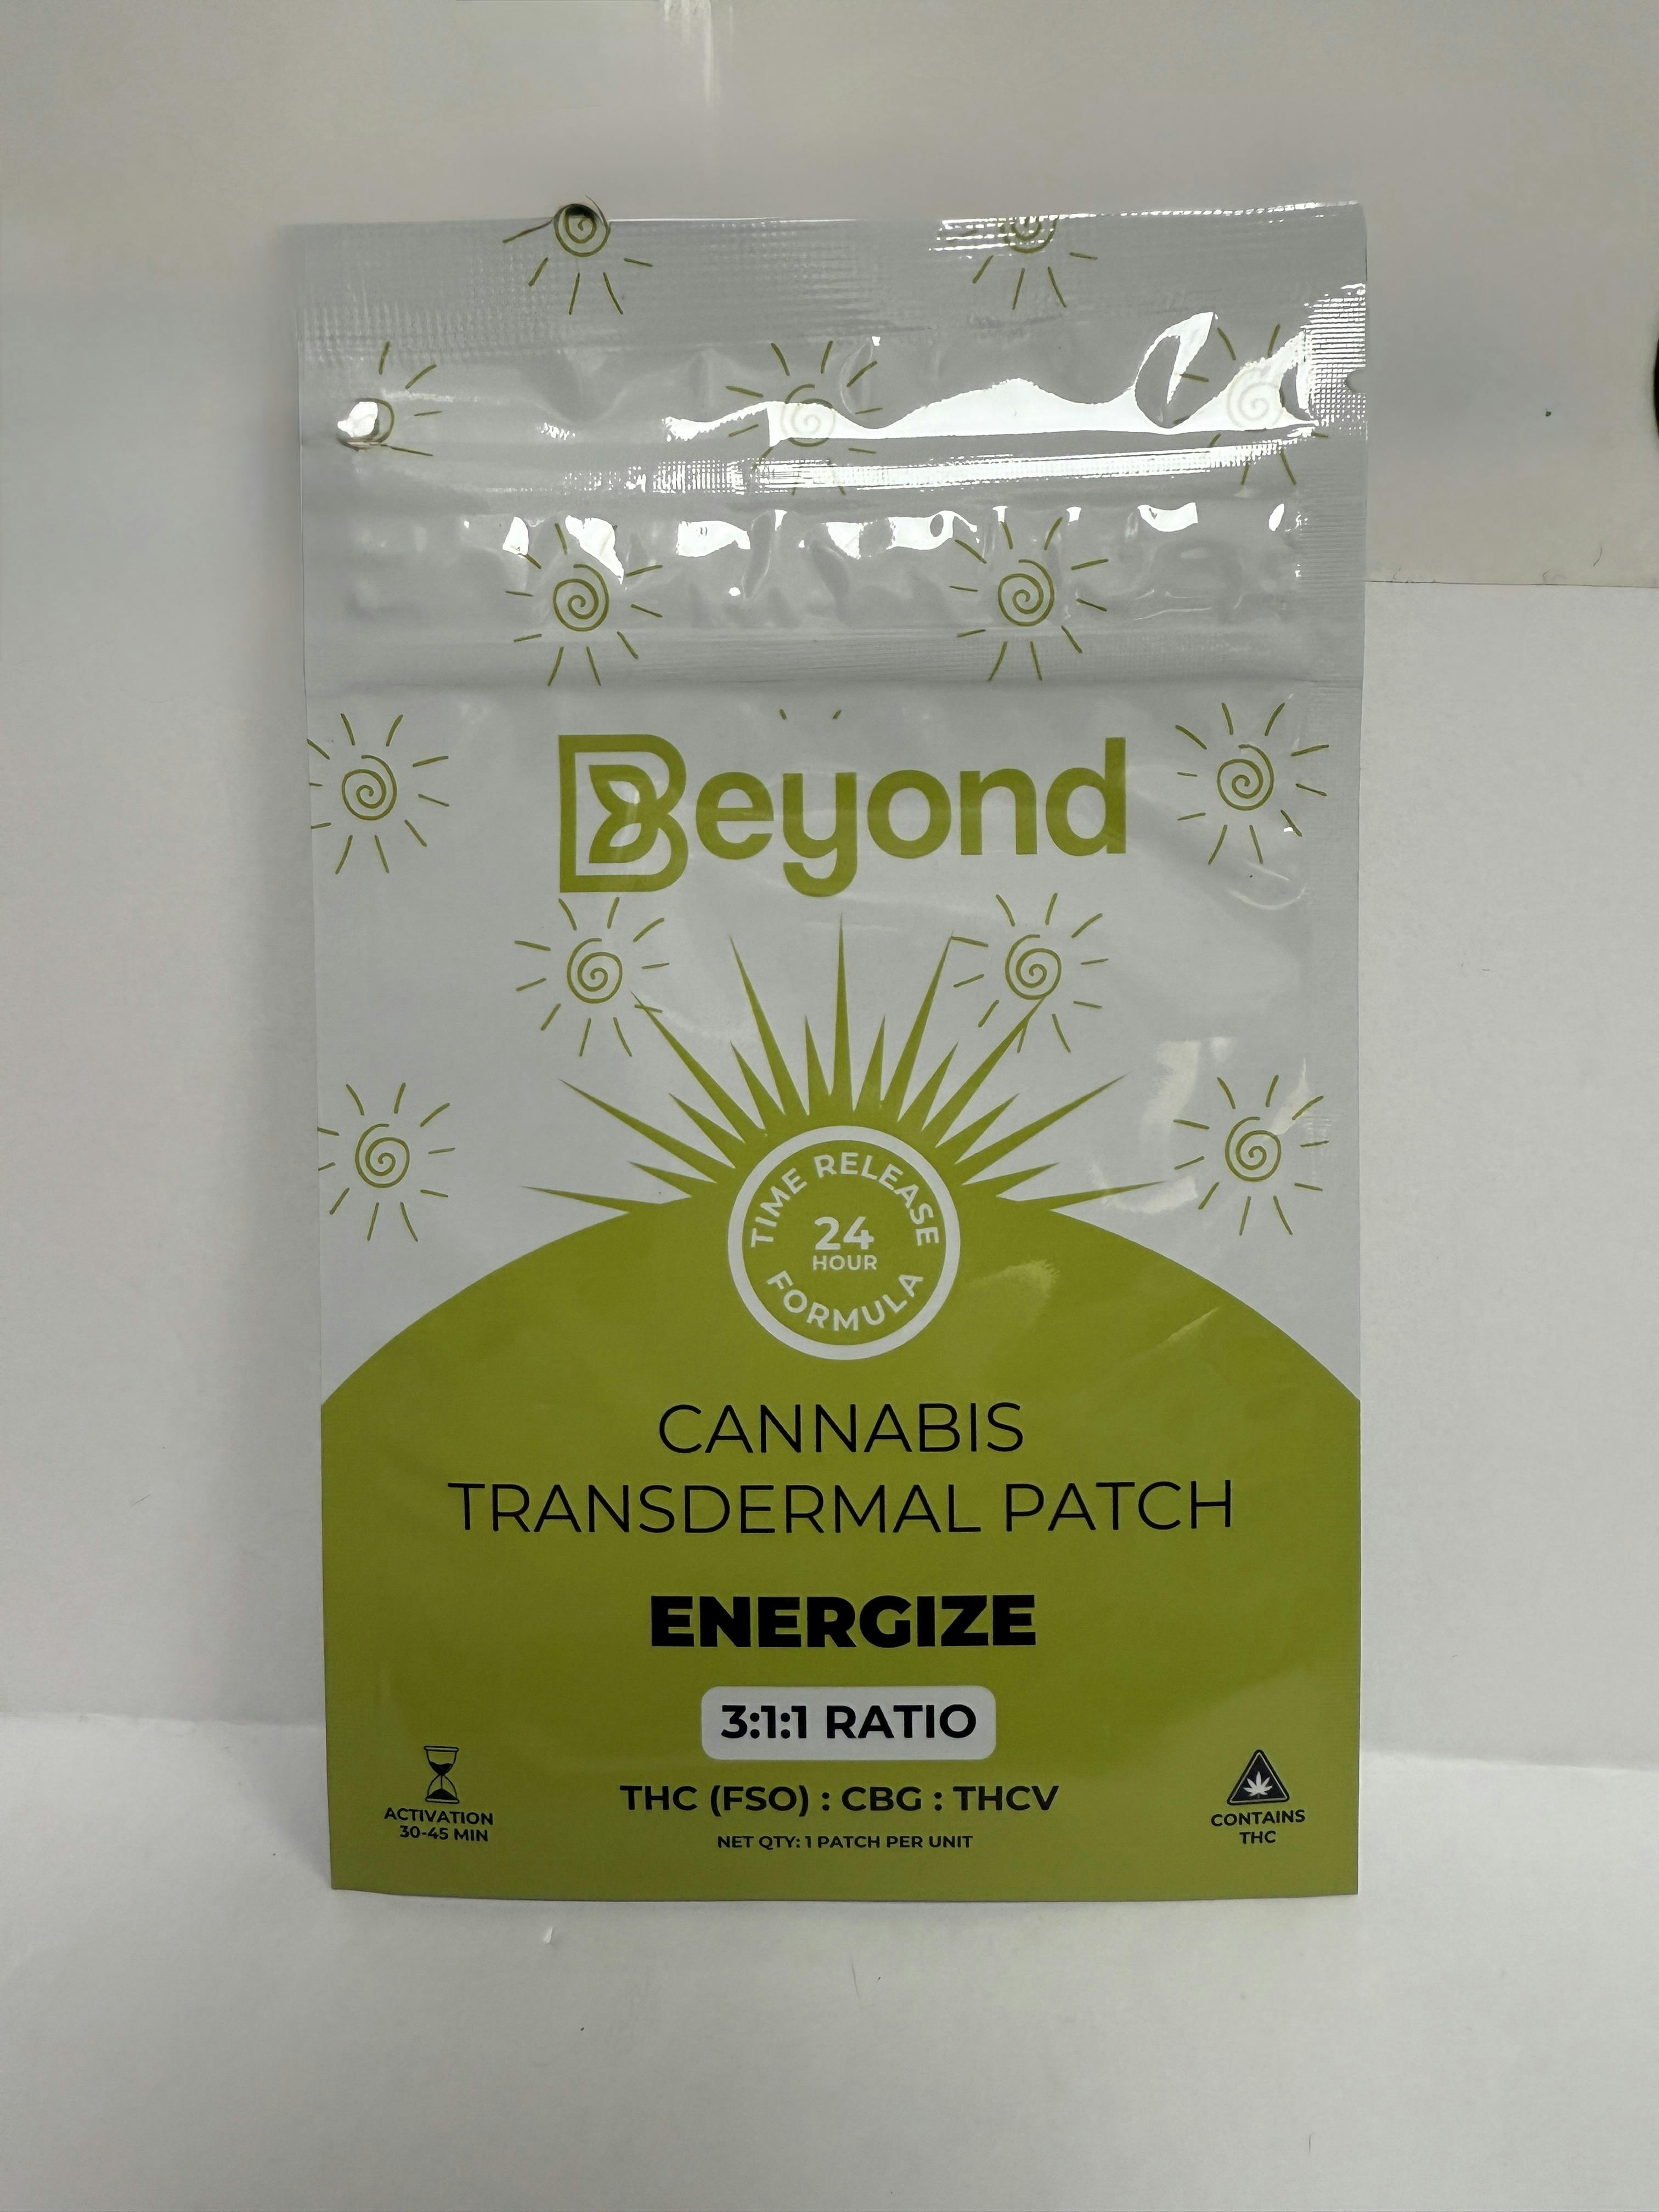 Beyond
TIME RELEASE
24
HOUR
FORMULA
CANNABIS
TRANSDERMAL PATCH
ENERGIZE
3:1:1 RATIO
THC (FSO) : CBG : THCV
NET QTY: 1 PATCH PER UNIT
ACTIVATION
30-45 MIN
CONTAINS
THC